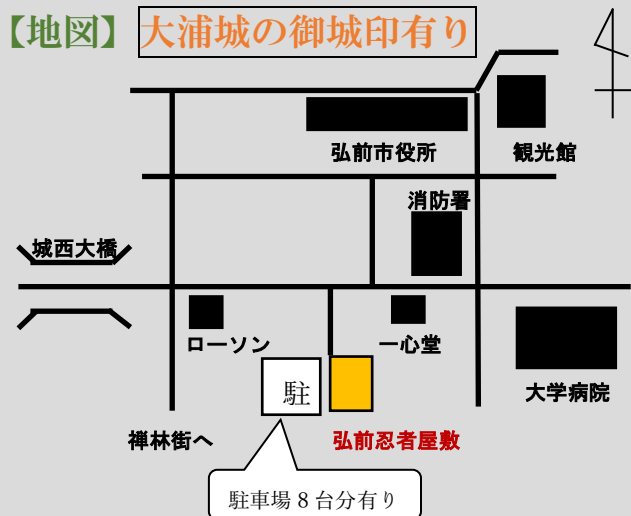 【地図】 大浦城の御城印有り
弘前市役所
観光館
消防署
城西大橋
ローソン
一心堂
大学病院
駐
禅林街へ
弘前忍者屋敷
駐車場8台分有り